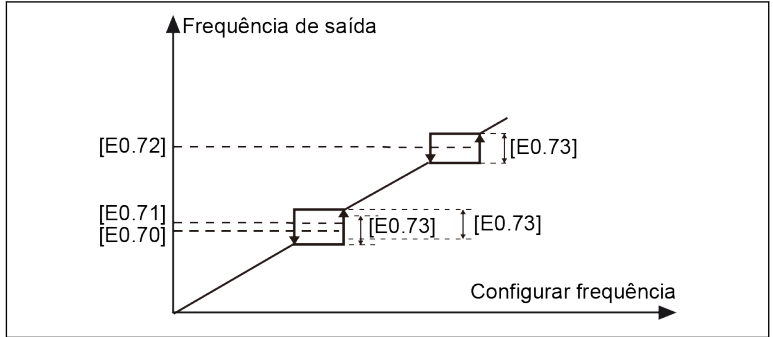 Frequência de saída
[E0.72]
[E0.73]
[E0.71]
[E0.70]
[E0.73]
[E0.73]
Configurar frequência